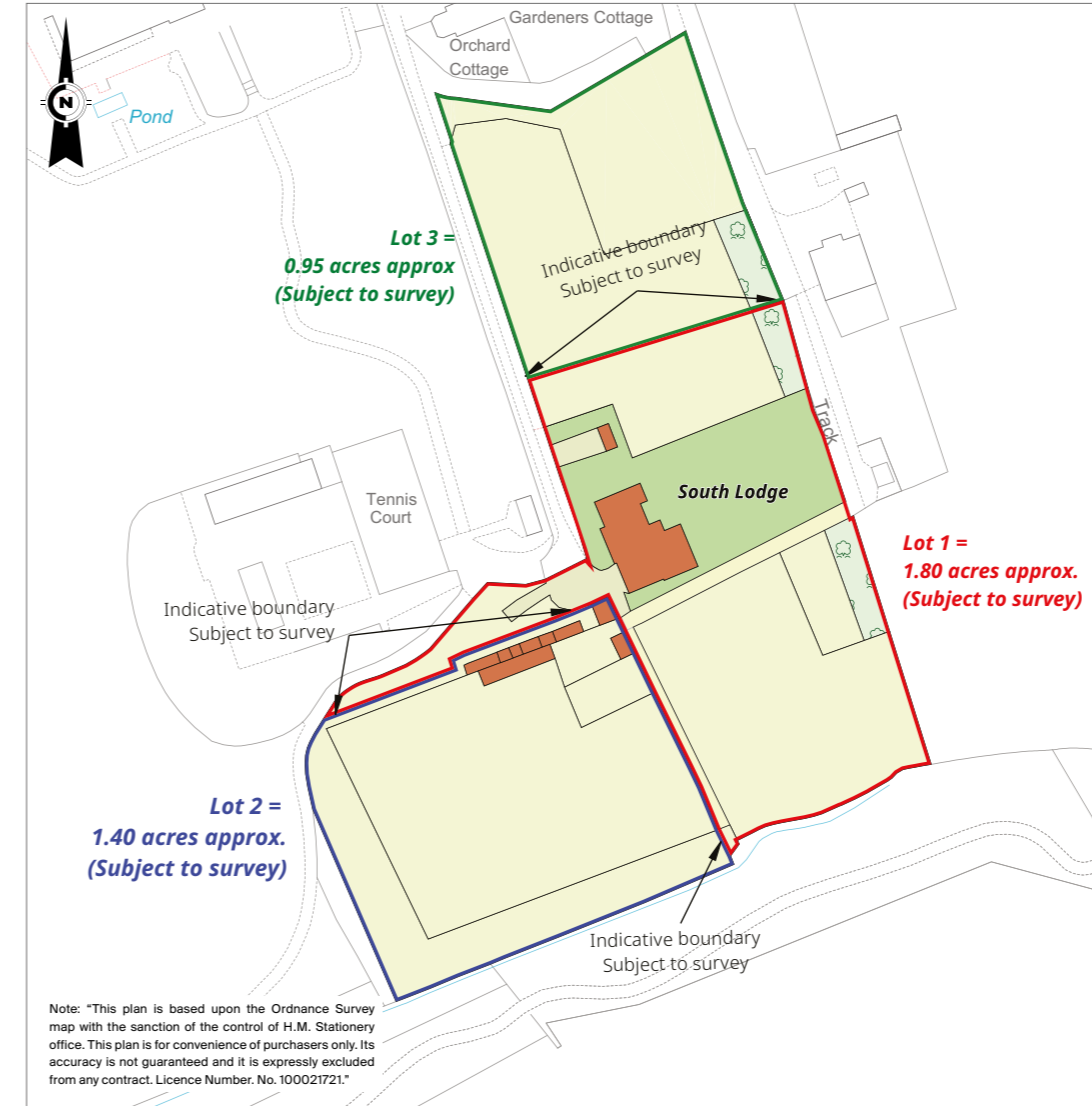 Gardeners Cottage
Orchard
Cottage
N
Pond
Lot 3 =
0.95 acres approx
(Subject to survey)
Indicative boundary
Subject to survey
Track
South Lodge
Tennis
Court
Lot 1 =
1.80 acres approx.
(Subject to survey)
Indicative boundary
Subject to survey
Lot 2 =
1.40 acres approx.
(Subject to survey)
Indicative boundary
Subject to survey
Note: “This plan is based upon the Ordnance Survey
map with the sanction of the control of H.M. Stationery
office. This plan is for convenience of purchasers only. Its
accuracy is not guaranteed and it is expressly excluded
from any contract. Licence Number. No. 100021721.”